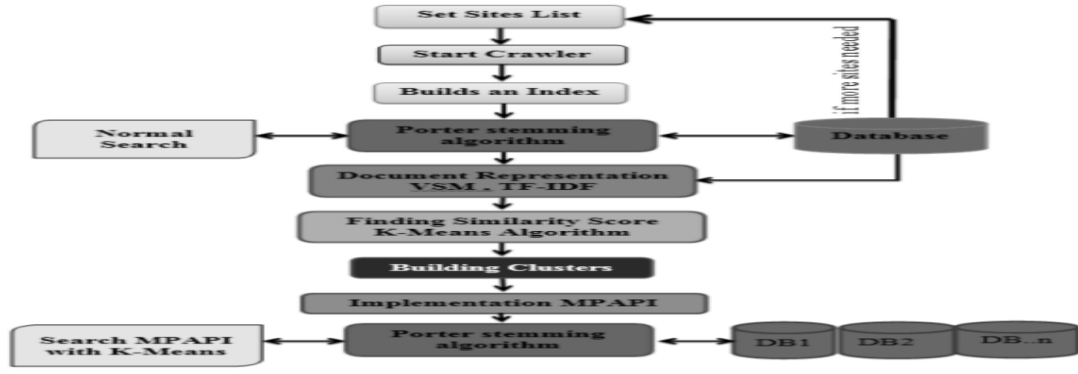 Set Sites List
Start Crawler
if more sites needed
Builds an Index
Normal
Search
Porter stemming
algorithm
Database
Document Representation
VSM , TF-IDF
Finding Similarity Score
K-Means Algorithm
Building Clusters
Implementation MPAPI
Search MPAPI
with K-Means
Porter stemming
algorithm
DB1
DB2
DB..n